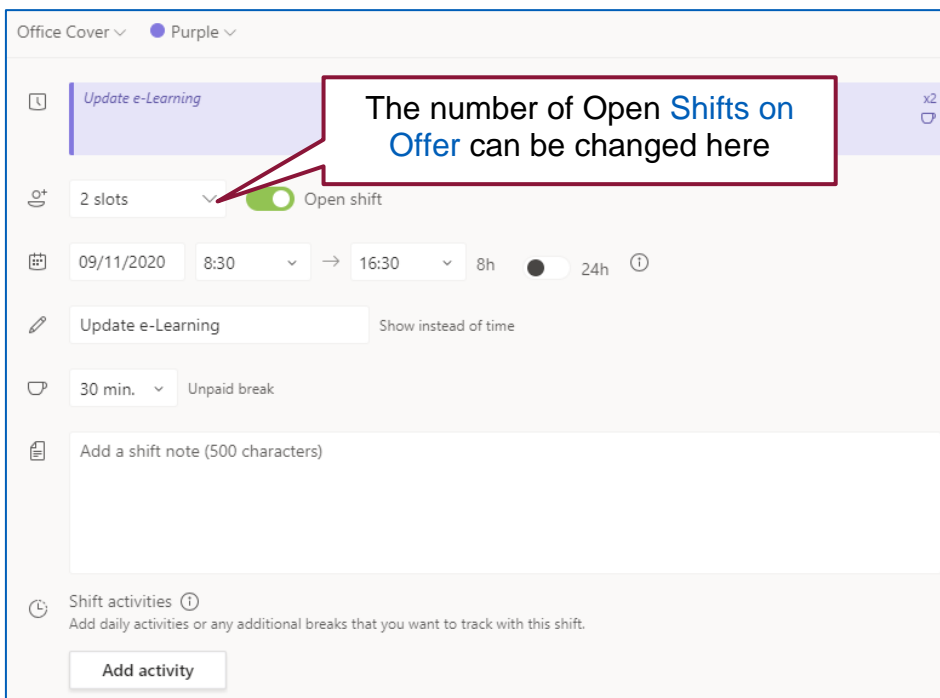 Office Cover Purple
Update e-Learning
x2
The number of Open Shifts on
Offer can be changed here
2 slots Open shift
09/11/2020 8:30 → 16:30 8h 24h
Update e-Learning Show instead of time
30 min. Unpaid break
Add a shift note (500 characters)
Shift activities
Add daily activities or any additional breaks that you want to track with this shift.
Add activity